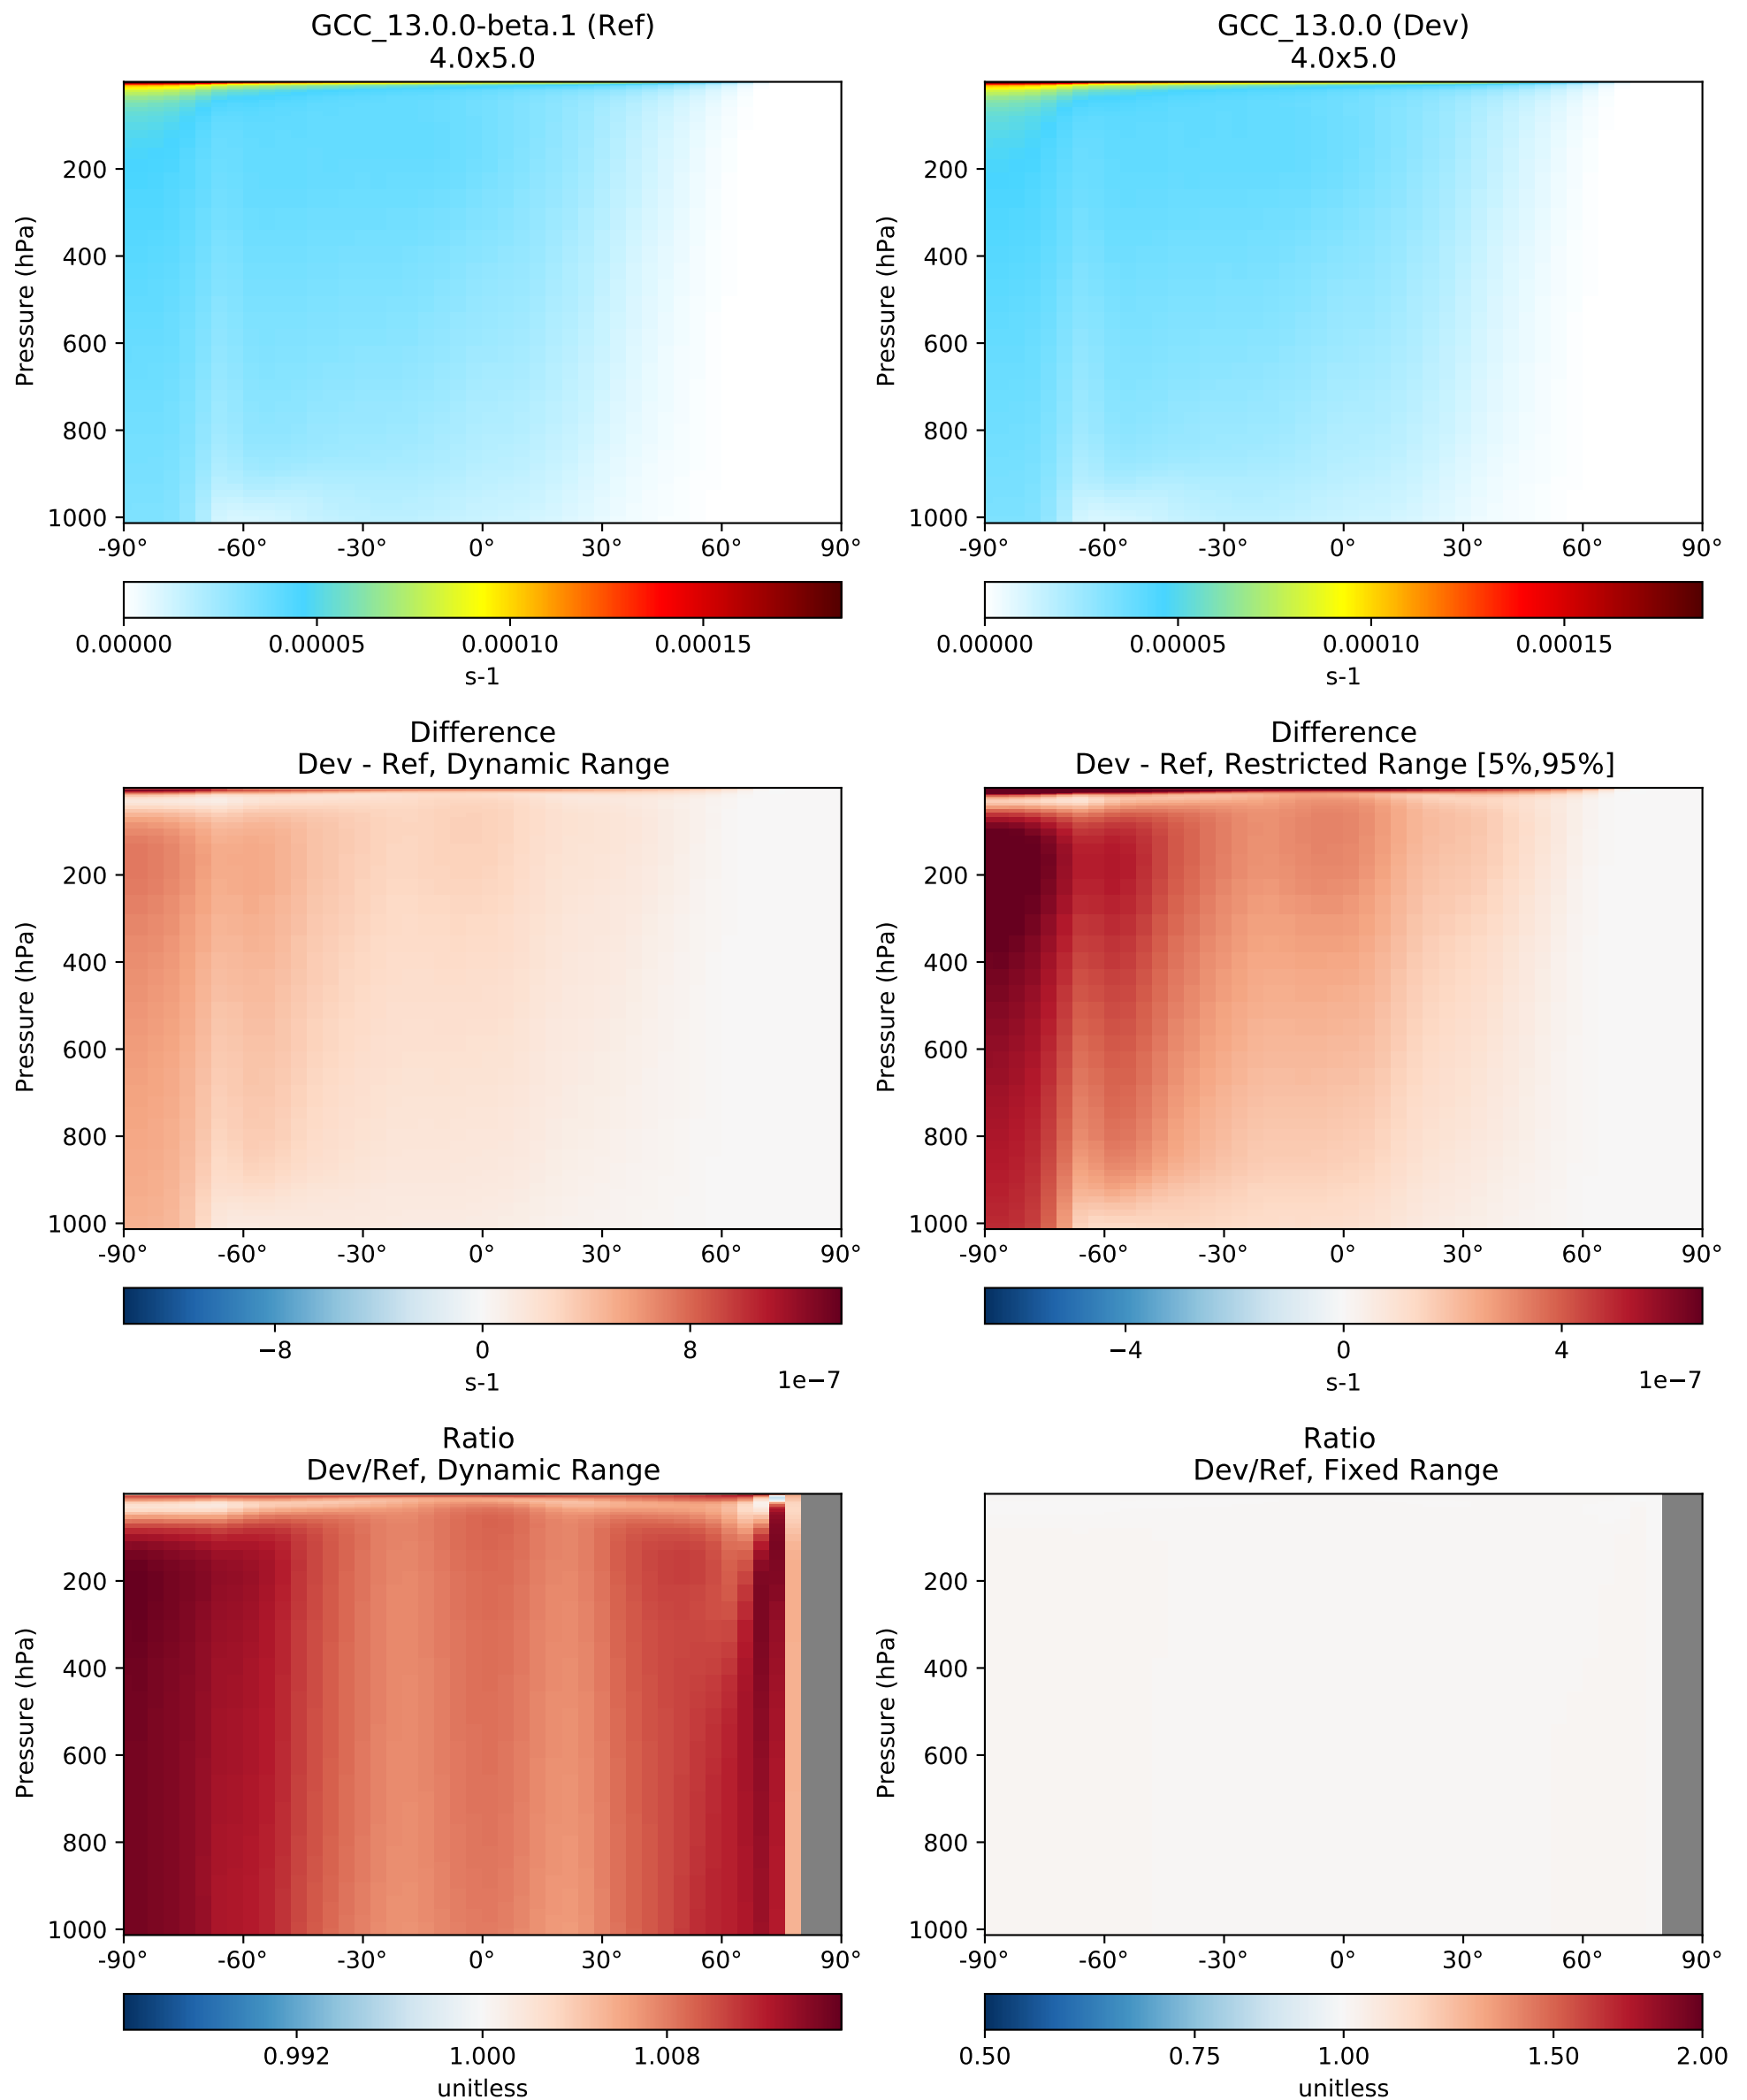 GCC_13.0.0-beta.1 (Ref)
4.0x5.0
Pressure (hPa)
200
400
600
800
1000
-90° -60° -30° 0° 30° 60° 90°
0.00000 0.00005 0.00010 0.00015
s-1
GCC_13.0.0 (Dev)
4.0x5.0
Pressure (hPa)
200
400
600
800
1000
-90° -60° -30° 0° 30° 60° 90°
0.00000 0.00005 0.00010 0.00015
s-1
Difference
Dev - Ref, Dynamic Range
Pressure (hPa)
200
400
600
800
1000
-90° -60° -30° 0° 30° 60° 90°
−8 0 8
s-1 1e−7
Difference
Dev - Ref, Restricted Range [5%,95%]
Pressure (hPa)
200
400
600
800
1000
-90° -60° -30° 0° 30° 60° 90°
−4 0 4
s-1 1e−7
Ratio
Dev/Ref, Dynamic Range
Pressure (hPa)
200
400
600
800
1000
-90° -60° -30° 0° 30° 60° 90°
0.992 1.000 1.008
unitless
Ratio
Dev/Ref, Fixed Range
Pressure (hPa)
200
400
600
800
1000
-90° -60° -30° 0° 30° 60° 90°
0.50 0.75 1.00 1.50 2.00
unitless